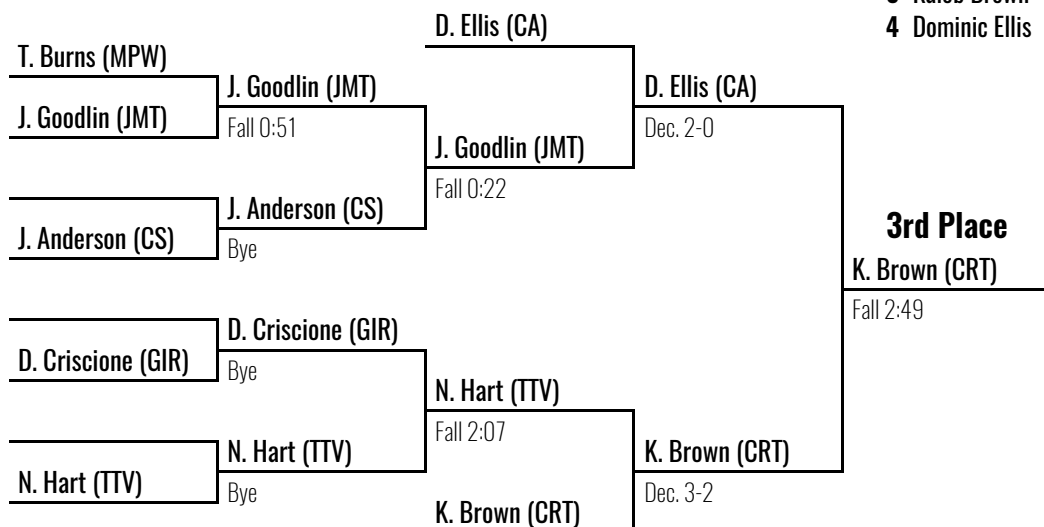 Kaleb Brown
4 Dominic Ellis
D. Ellis (CA)
T. Burns (MPW)
J. Goodlin (JMT)
J. Goodlin (JMT)
Fall 0:51
D. Ellis (CA)
Dec. 2-0
J. Goodlin (JMT)
Fall 0:22
J. Anderson (CS)
J. Anderson (CS)
Bye
3rd Place
K. Brown (CRT)
Fall 2:49
D. Criscione (GIR)
D. Criscione (GIR)
Bye
N. Hart (TTV)
Fall 2:07
N. Hart (TTV)
N. Hart (TTV)
Bye
K. Brown (CRT)
Dec. 3-2
K. Brown (CRT)